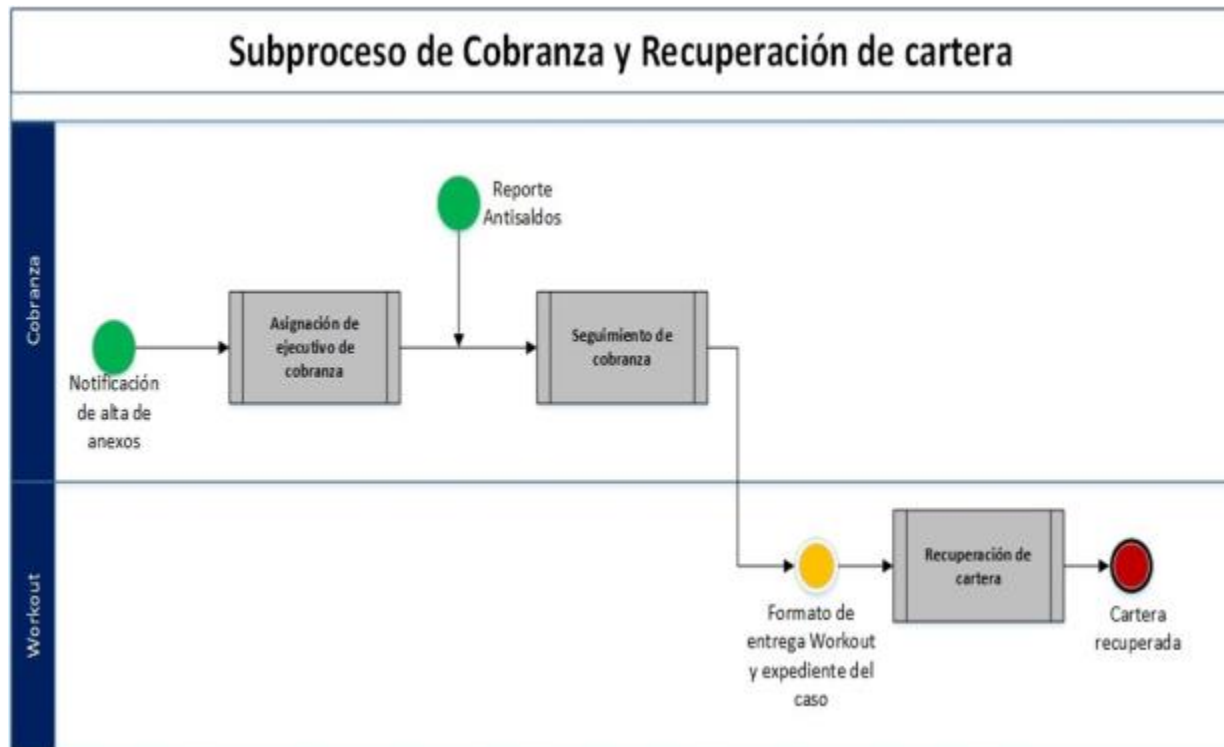 Subproceso de Cobranza y Recuperación de cartera
Cobranza
Reporte
Antisaldos
Asignación de
ejecutivo de
cobranza
Seguimiento de
cobranza
Notificación
de alta de
anexos
Workout
Recuperación de
cartera
Formato de
entrega Workout
y expediente del
caso
Cartera
recuperada